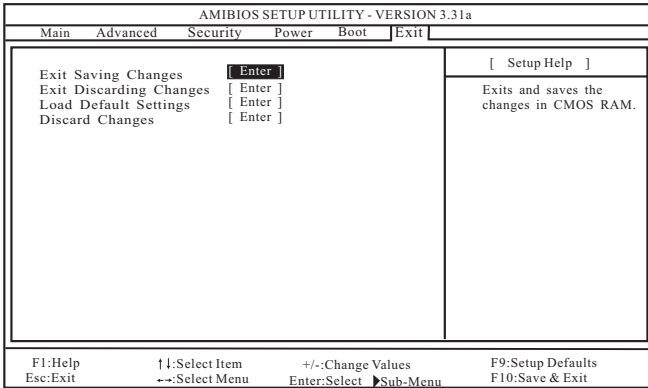 AMIBIOS SETUP UTILITY - VERSION 3.31a
Main Advanced Security Power Boot Exit
Exit Saving Changes [ Enter ]
Exit Discarding Changes [ Enter ]
Load Default Settings [ Enter ]
Discard Changes [ Enter ]
[ Setup Help ]
Exits and saves the
changes in CMOS RAM.
F1:Help ↑↓:Select Item +/-:Change Values F9:Setup Defaults
Esc:Exit ←→:Select Menu Enter:Select ▶Sub-Menu F10:Save & Exit